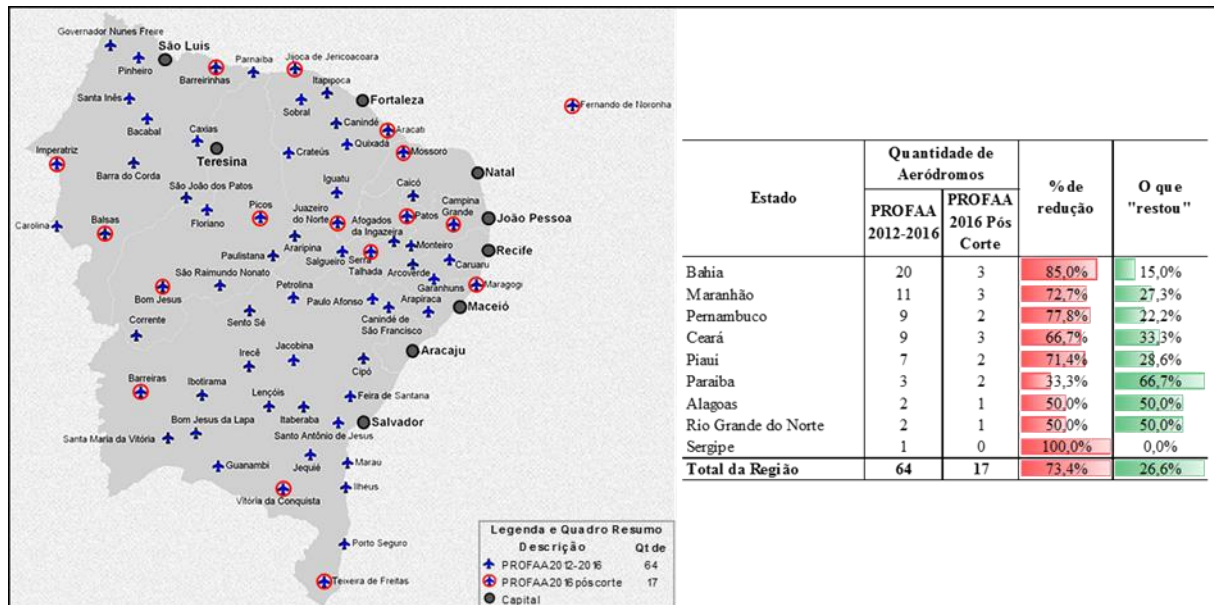 Governador Nunes Freire
São Luis
Pinheiro
Barreirinhas
Parnaíba
Jijoca de Jericoacoara
Itapipoca
Santa Inês
Sobral
Fortaleza
Fernando de Noronha
Bacabal
Caxias
Canindé
Aracati
Imperatriz
Teresina
Crateús
Quixada
Mossoro
Barra do Corda
Natal
São João dos Patos
Iguatu
Caicó
Carolina
Balsas
Floriano
Picos
Juazeiro
do Norte
Afogados
da Ingazeira
Patos
Campina
Grande
João Pessoa
Araripina
Monteiro
Recife
Paulistana
Salgueiro
Serra
Talhada
Arcoverde
Caruaru
São Raimundo Nonato
Bom Jesus
Petrolina
Paulo Afonso
Arapiraca
Garanhuns
Maragogi
Maceió
Sento Sé
Canindé de
São Francisco
Corrente
Jacobina
Aracaju
Irecê
Cipó
Barreiras
Ibotirama
Lençóis
Feira de Santana
Bom Jesus da Lapa
Itaberaba
Salvador
Santa Maria da Vitória
Santo Antônio de Jesus
Guanambi
Jequié
Marau
Vitória da Conquista
Ilheus
Porto Seguro
Teixeira de Freitas
Legenda e Quadro Resumo
Descrição Qtde
PROFAA2012-2016 64
PROFAA2016 pós corte 17
Capital
Estado
Quantidade de
Aeródromos
PROFAA
2012-2016
PROFAA
2016 Pós
Corte
% de
redução
O que
"restou"
Bahia 20 3 85,0% 15,0%
Maranhão 11 3 72,7% 27,3%
Pernambuco 9 2 77,8% 22,2%
Ceará 9 3 66,7% 33,3%
Piaui 7 2 71,4% 28,6%
Paraíba 3 2 33,3% 66,7%
Alagoas 2 1 50,0% 50,0%
Rio Grande do Norte 2 1 50,0% 50,0%
Sergipe 1 0 100,0% 0,0%
Total da Região 64 17 73,4% 26,6%